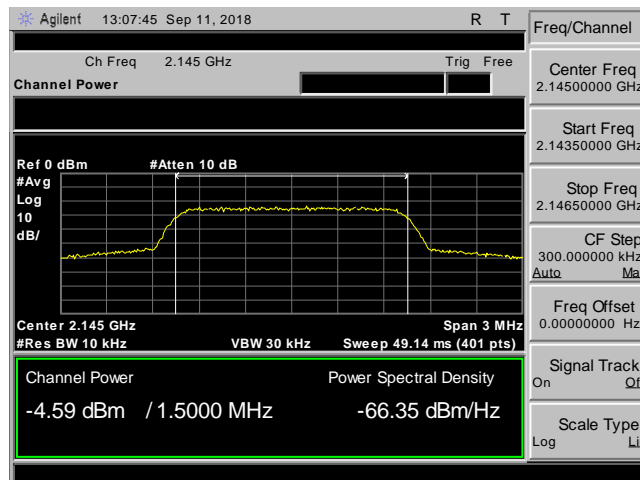 Agilent 13:07:45 Sep 11, 2018 R T
Ch Freq 2.145 GHz Trig Free
Channel Power
Ref 0 dBm #Atten 10 dB
#Avg
Log
10
dB/
Center 2.145 GHz Span 3 MHz
#Res BW 10 kHz VBW 30 kHz Sweep 49.14 ms (401 pts)
Channel Power Power Spectral Density
-4.59 dBm / 1.5000 MHz -66.35 dBm/Hz
Freq/Channel
Center Freq
2.14500000 GHz
Start Freq
2.14350000 GHz
Stop Freq
2.14650000 GHz
CF Step
300.000000 kHz
Auto Ma
Freq Offset
0.00000000 Hz
Signal Track
On Of
Scale Type
Log Li